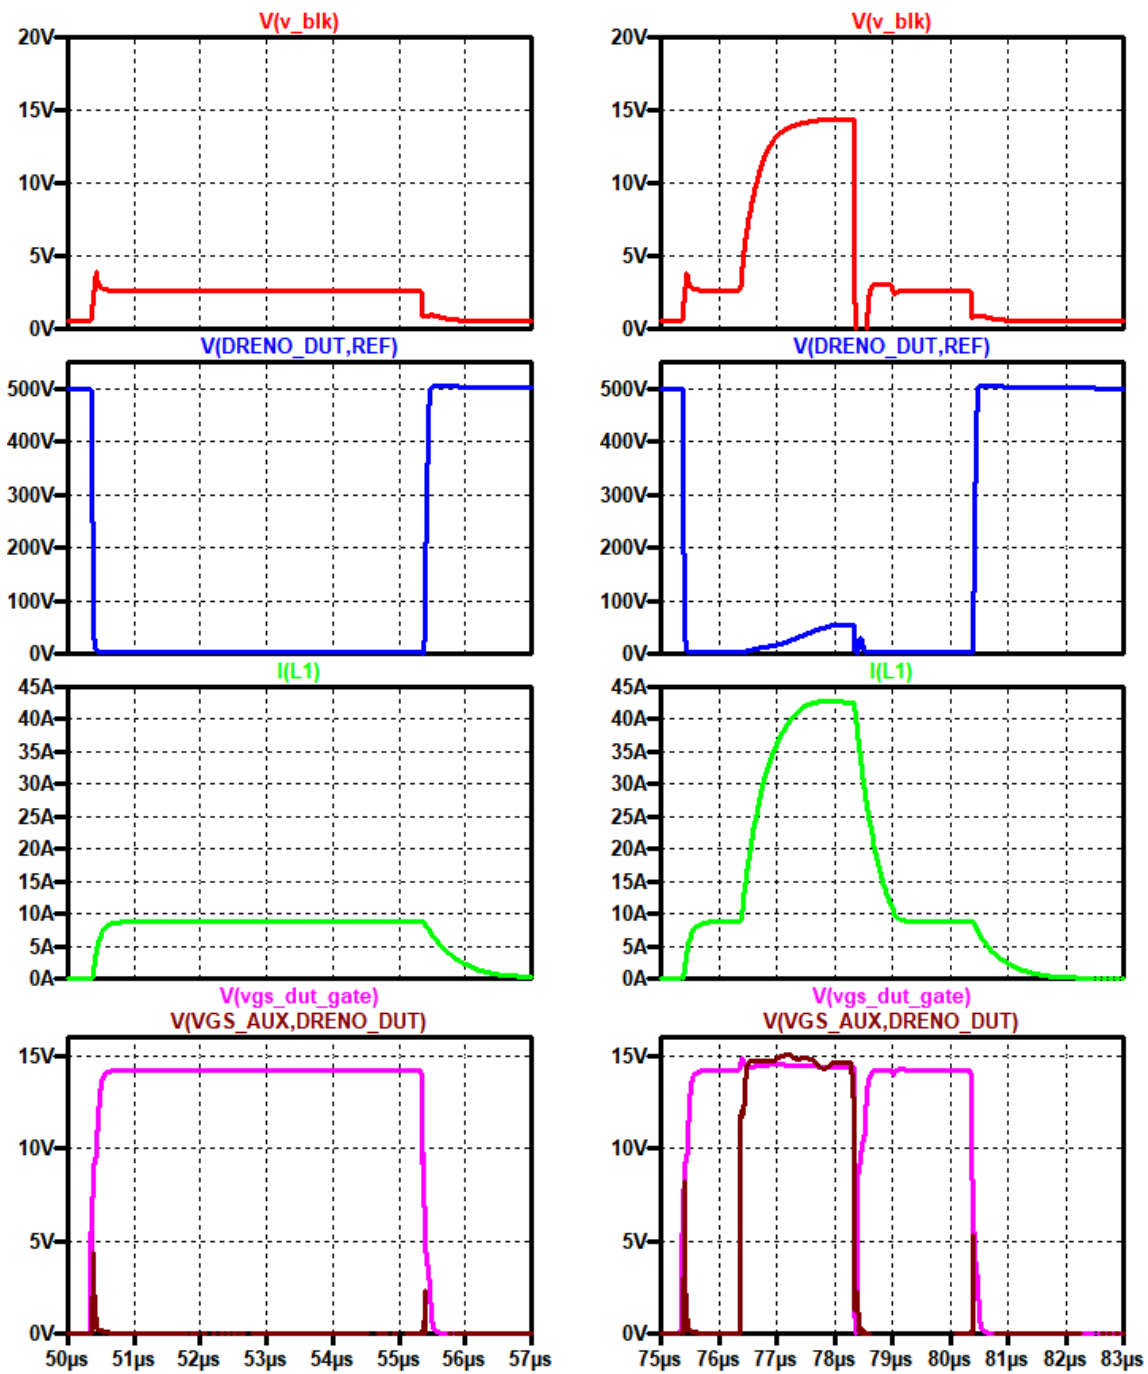 V(v_blk)
20V
15V
10V
5V
0V
V(DRENO_DUT,REF)
500V
400V
300V
200V
100V
0V
I(L1)
45A
40A
35A
30A
25A
20A
15A
10A
5A
0A
V(vgs_dut_gate)
V(VGS_AUX,DRENO_DUT)
15V
10V
5V
0V
50µs 51µs 52µs 53µs 54µs 55µs 56µs 57µs
V(v_blk)
20V
15V
10V
5V
0V
V(DRENO_DUT,REF)
500V
400V
300V
200V
100V
0V
I(L1)
45A
40A
35A
30A
25A
20A
15A
10A
5A
0A
V(vgs_dut_gate)
V(VGS_AUX,DRENO_DUT)
15V
10V
5V
0V
75µs 76µs 77µs 78µs 79µs 80µs 81µs 82µs 83µs